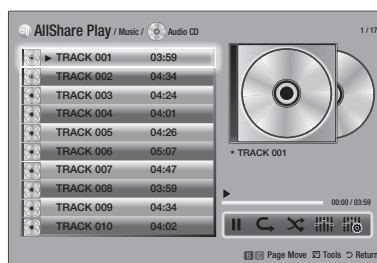 AllShare Play / Music / Audio CD 1 / 17
TRACK 001 03:59
TRACK 002 04:34
TRACK 003 04:24
TRACK 004 04:01
TRACK 005 04:26
TRACK 006 05:07
TRACK 007 04:47
TRACK 008 03:59
TRACK 009 04:34
TRACK 010 04:02
* TRACK 001
00:00 / 03:59
Page Move Tools Return